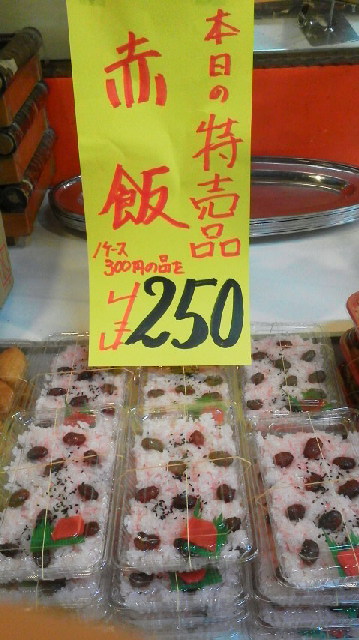 本日の特売品
赤飯
1ケース
300円の品を
¥250